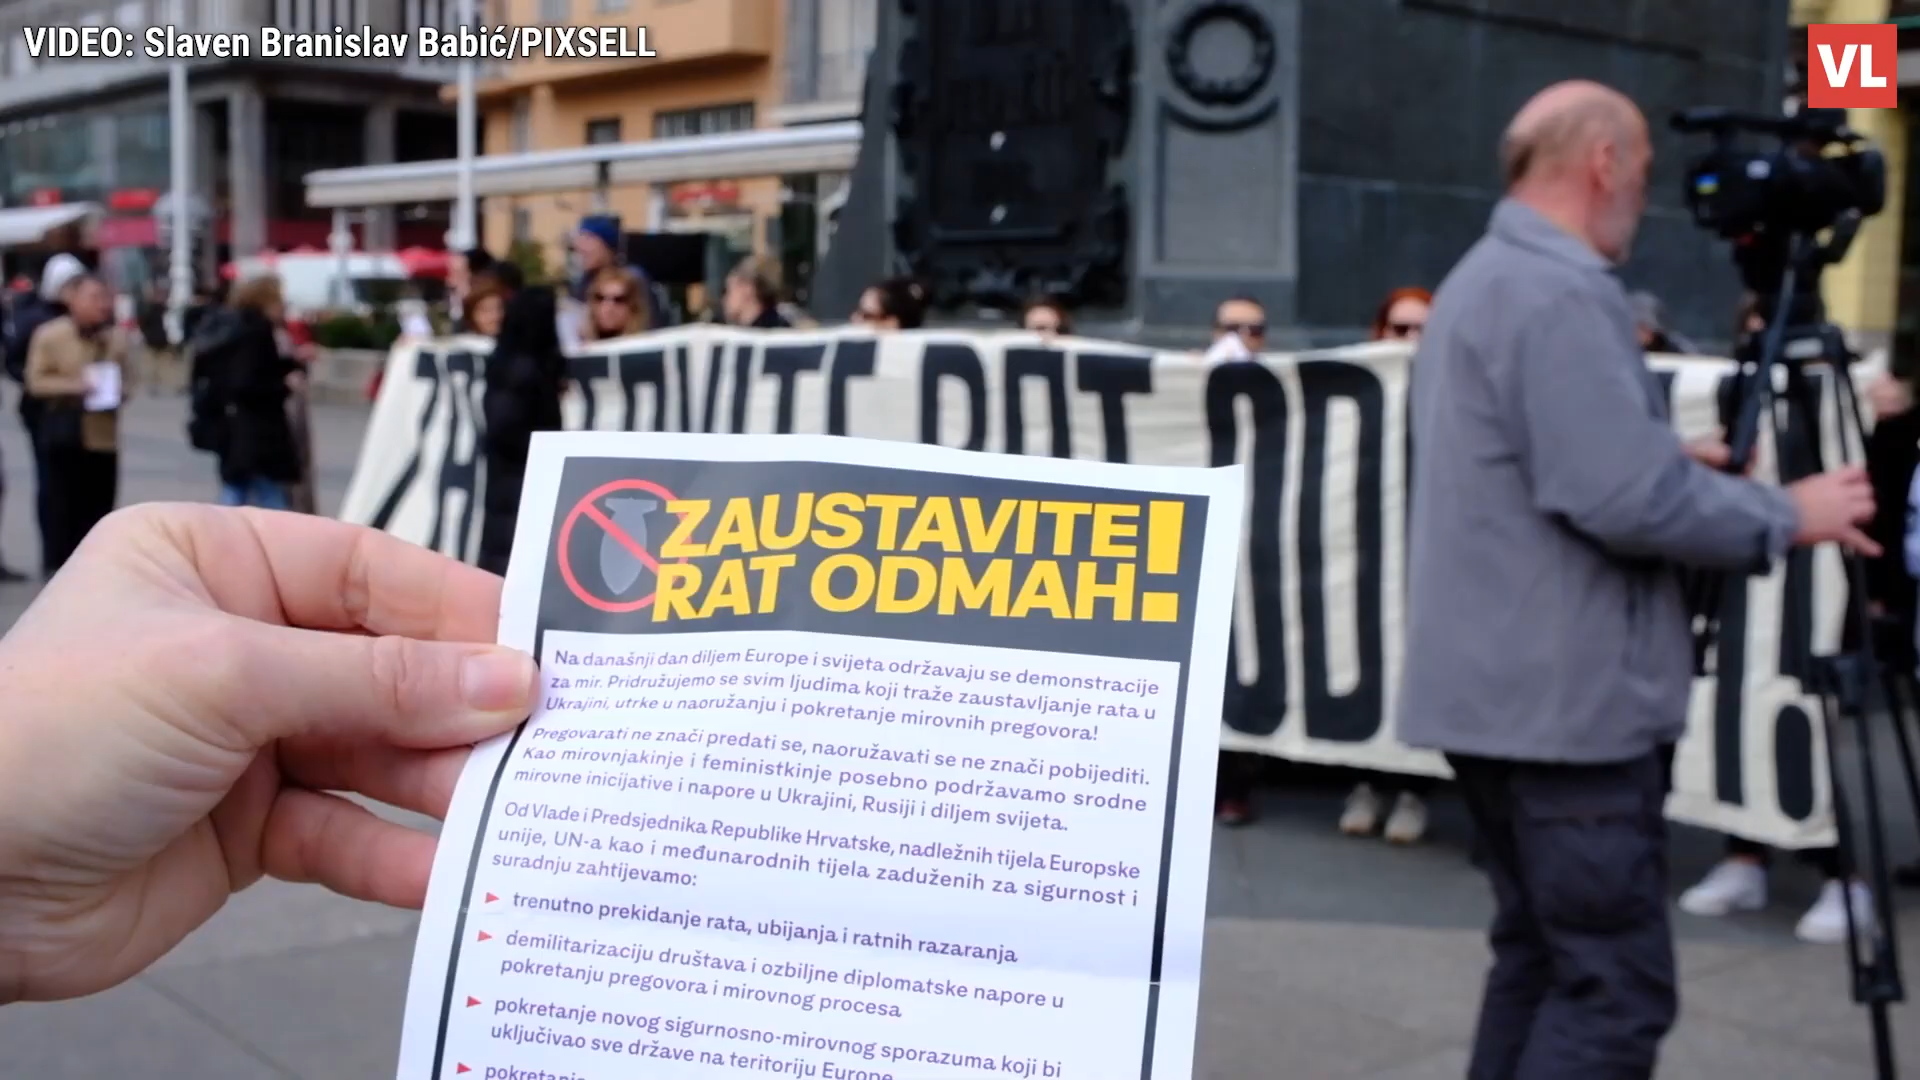 VIDEO: Slaven Branislav Babić/PIXSELL
VL
ZAUSTAVITE RAT OD
ZAUSTAVITE
RAT ODMAH!
Na današnji dan diljem Europe i svijeta održavaju se demonstracije
za mir. Pridružujemo se svim ljudima koji traže zaustavljanje rata u
Ukrajini, utrke u naoružanju i pokretanje mirovnih pregovora!
Pregovarati ne znači predati se, naoružavati se ne znači pobijediti.
Kao mirovnjakinje i feministkinje posebno podržavamo srodne
mirovne inicijative i napore u Ukrajini, Rusiji i diljem svijeta.
Od Vlade i Predsjednika Republike Hrvatske, nadležnih tijela Europske
unije, UN-a kao i međunarodnih tijela zaduženih za sigurnost i
suradnju zahtijevamo:
trenutno prekidanje rata, ubijanja i ratnih razaranja
demilitarizaciju društava i ozbiljne diplomatske napore u
pokretanju pregovora i mirovnog procesa
pokretanje novog sigurnosno-mirovnog sporazuma koji bi
uključivao sve države na teritoriju Europe
pokretanje